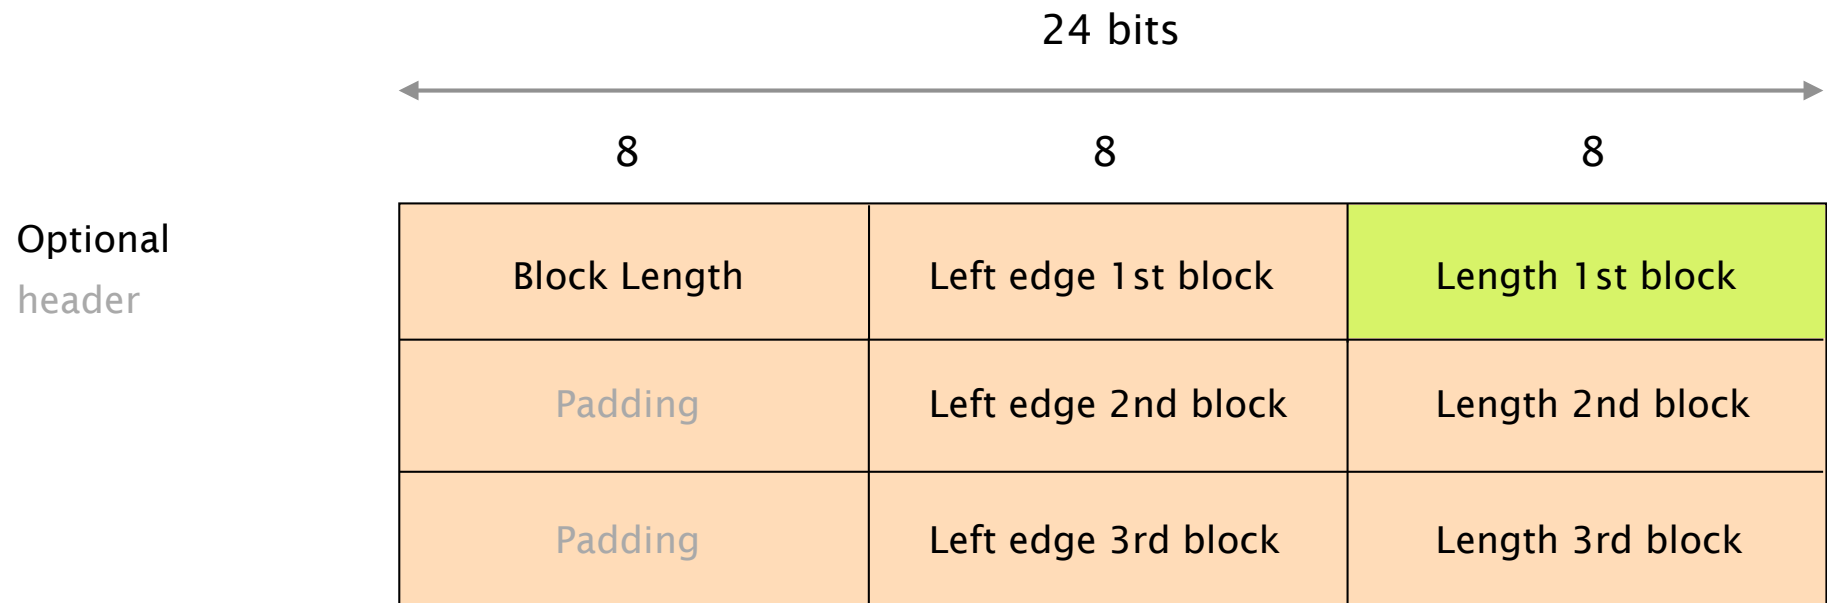 24 bits
8 8 8
Optional
header
Block Length Left edge 1st block Length 1st block
Padding Left edge 2nd block Length 2nd block
Padding Left edge 3rd block Length 3rd block